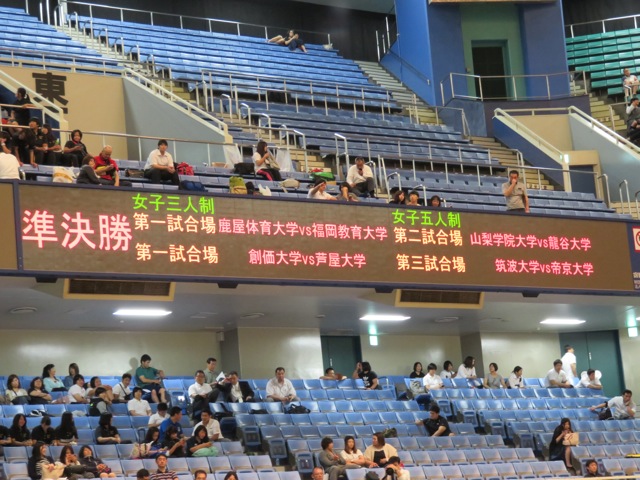 東
準決勝
女子三人制
第一試合場 鹿屋体育大学vs福岡教育大学
第一試合場 創価大学vs芦屋大学
女子五人制
第二試合場 山梨学院大学vs龍谷大学
第三試合場 筑波大学vs帝京大学